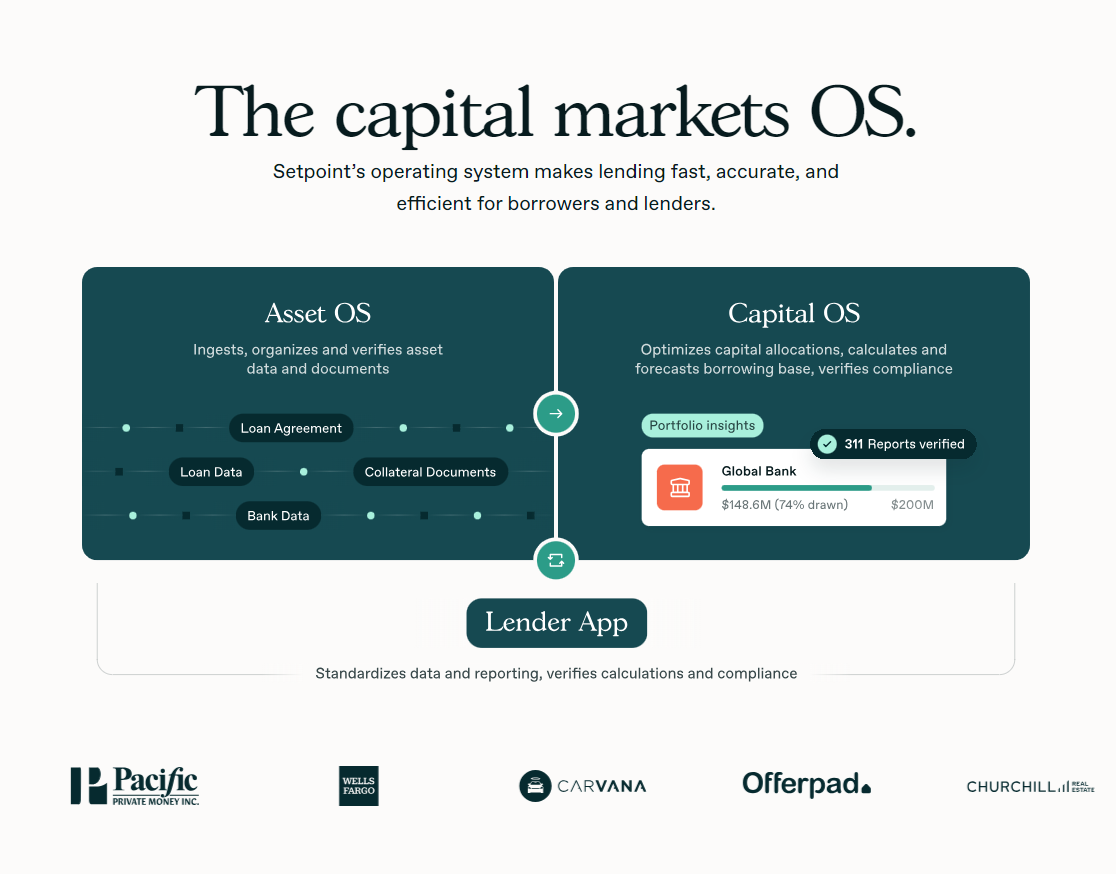 The capital markets OS.
Setpoint’s operating system makes lending fast, accurate, and
efficient for borrowers and lenders.
Asset OS
Ingests, organizes and verifies asset
data and documents
Loan Agreement
Loan Data
Collateral Documents
Bank Data
Capital OS
Optimizes capital allocations, calculates and
forecasts borrowing base, verifies compliance
Portfolio insights
311 Reports verified
Global Bank
$148.6M (74% drawn)
$200M
Lender App
Standardizes data and reporting, verifies calculations and compliance
Pacific
PRIVATE MONEY INC.
WELLS
FARGO
CARVANA
Offerpad
CHURCHILL
REAL
ESTATE